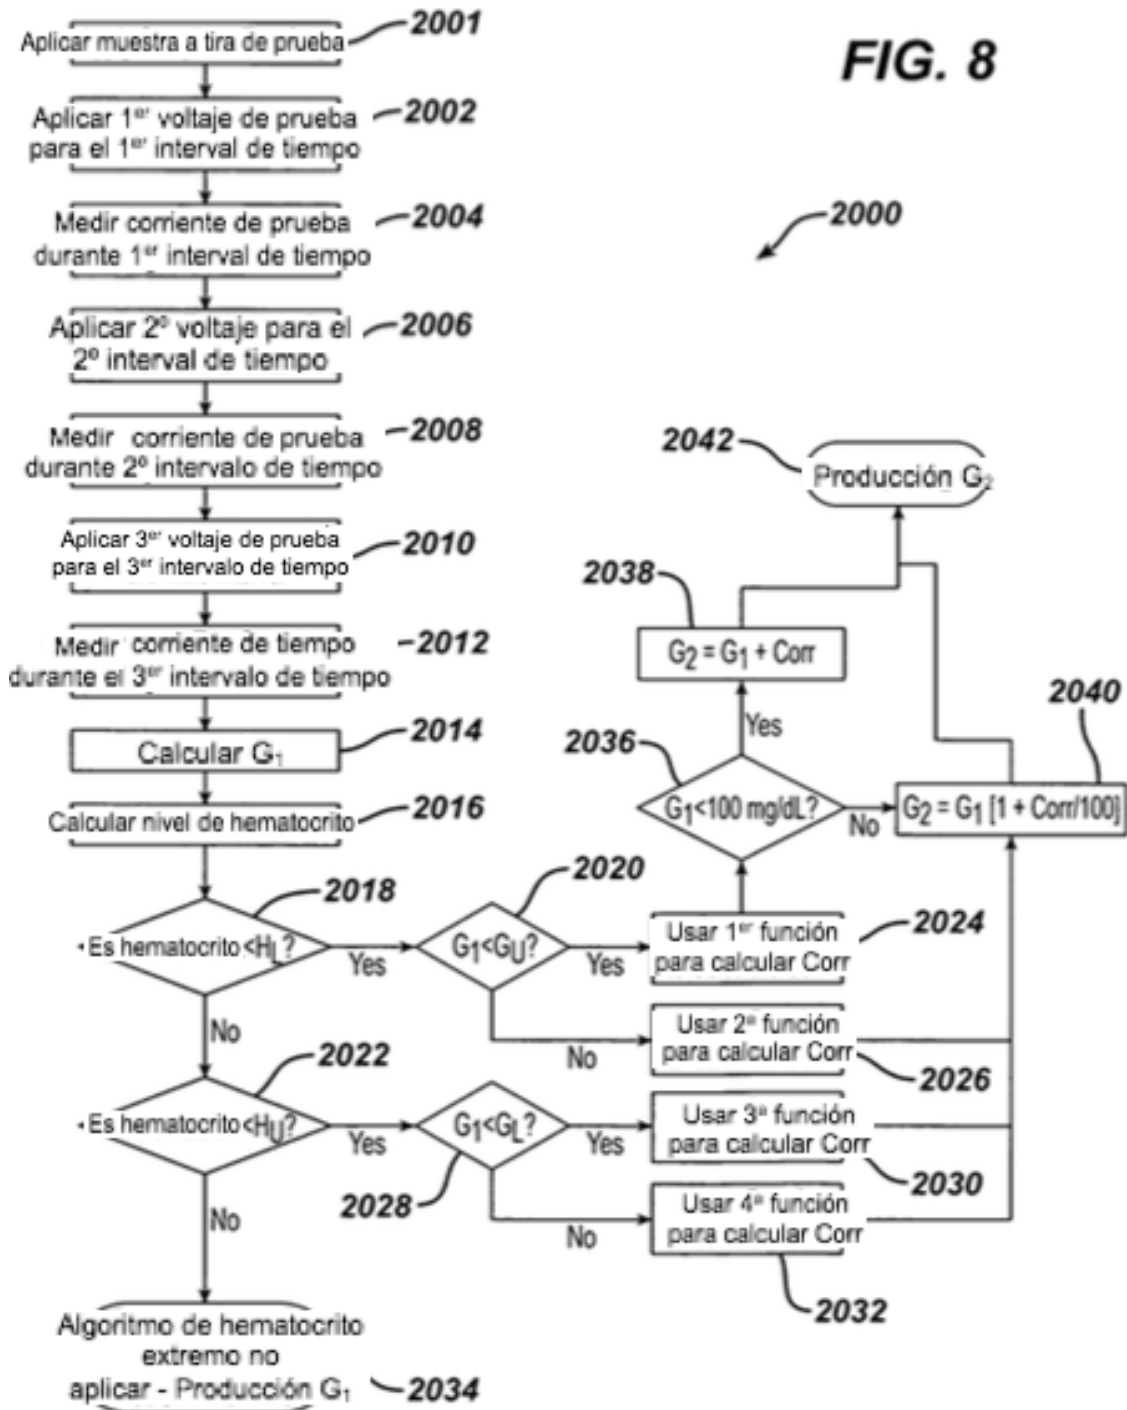 FIG. 8
2000
Aplicar muestra a tira de prueba
2001
Aplicar 1er voltaje de prueba
para el 1er interval de tiempo
2002
Medir corriente de prueba
durante 1er interval de tiempo
2004
Aplicar 2º voltaje para el
2º interval de tiempo
2006
Medir corriente de prueba
durante 2º intervalo de tiempo
2008
Aplicar 3er voltaje de prueba
para el 3er intervalo de tiempo
2010
Medir corriente de tiempo
durante el 3er intervalo de tiempo
2012
Calcular G1
2014
Calcular nivel de hematocrito
2016
Es hematocrito <HL?
2018
Yes
No
G1<GU?
2020
Yes
No
Usar 1er función
para calcular Corr
2024
Usar 2ª función
para calcular Corr
2026
Es hematocrito <HU?
2022
Yes
No
G1<GL?
2028
Yes
No
Usar 3ª función
para calcular Corr
2030
Usar 4ª función
para calcular Corr
2032
Algoritmo de hematocrito
extremo no
aplicar - Producción G1
2034
G1<100 mg/dL?
2036
Yes
No
G2 = G1 + Corr
2038
G2 = G1 [1 + Corr/100]
2040
Producción G2
2042